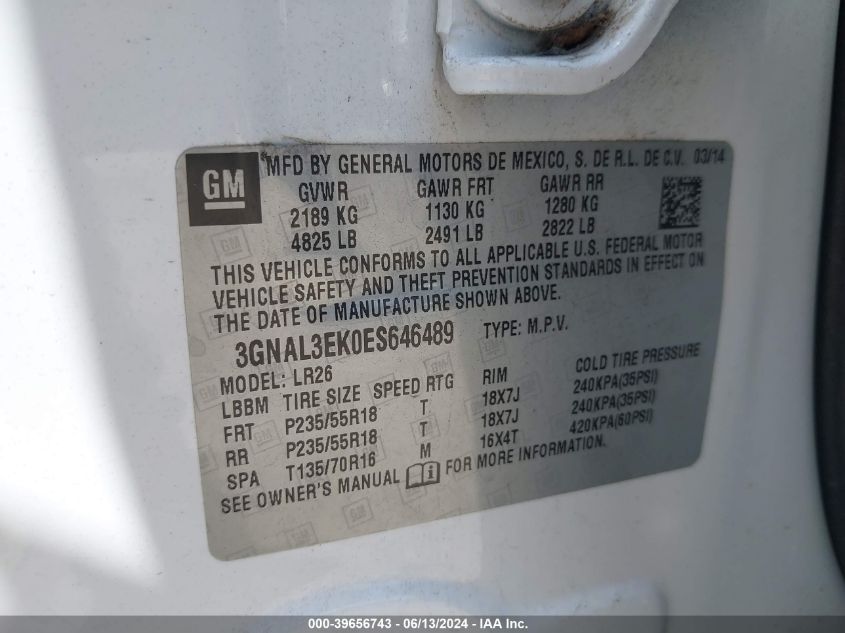 GM
MFD BY GENERAL MOTORS DE MEXICO, S. DE R.L. DE C.V. 03/14
GVWR GAWR FRT GAWR RR
2189 KG 1130 KG 1280 KG
4825 LB 2491 LB 2822 LB
THIS VEHICLE CONFORMS TO ALL APPLICABLE U.S. FEDERAL MOTOR
VEHICLE SAFETY AND THEFT PREVENTION STANDARDS IN EFFECT ON
THE DATE OF MANUFACTURE SHOWN ABOVE.
3GNAL3EK0ES646489 TYPE: M.P.V.
MODEL: LR26
LBBM TIRE SIZE SPEED RTG RIM COLD TIRE PRESSURE
FRT P235/55R18 T 18X7J 240KPA(35PSI)
RR P235/55R18 T 18X7J 240KPA(35PSI)
SPA T135/70R16 M 16X4T 420KPA(60PSI)
SEE OWNER'S MANUAL FOR MORE INFORMATION.
000-39656743 - 06/13/2024 - IAA Inc.